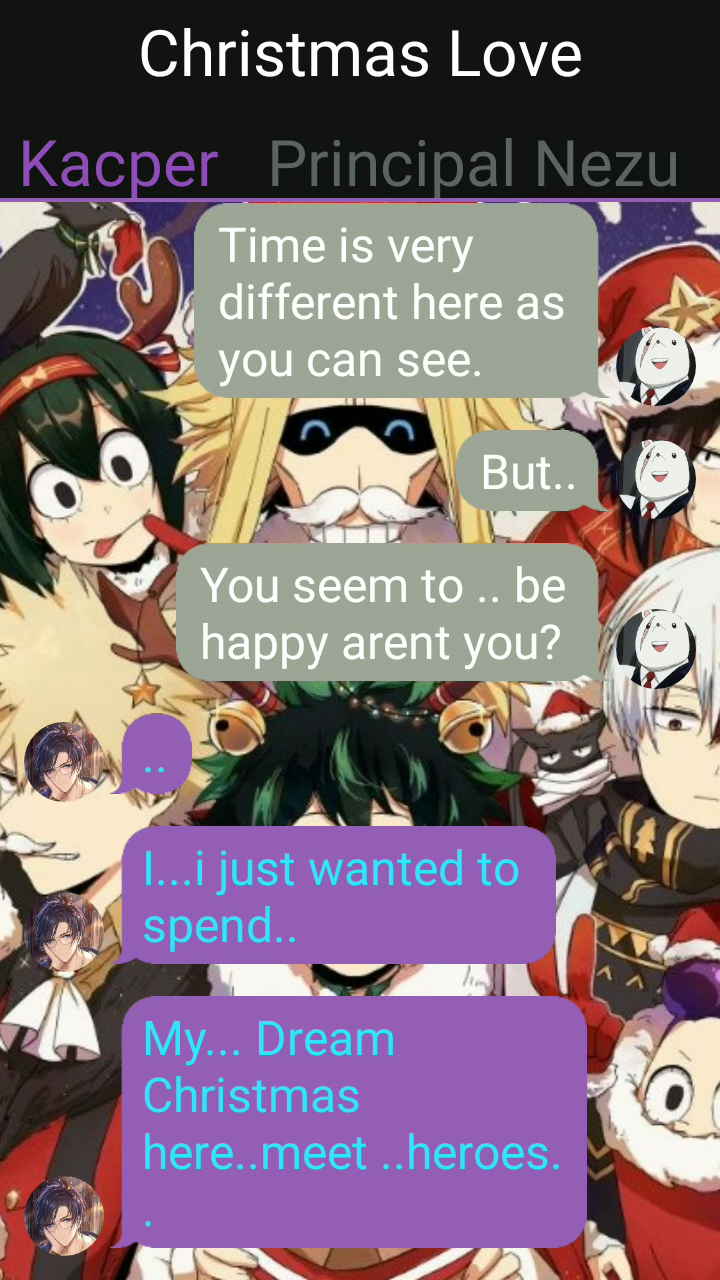 Christmas Love
Kacper Principal Nezu
Time is very
different here as
you can see.
But..
You seem to .. be
happy arent you?
..
I...i just wanted to
spend..
My... Dream
Christmas
here..meet ..heroes.
.